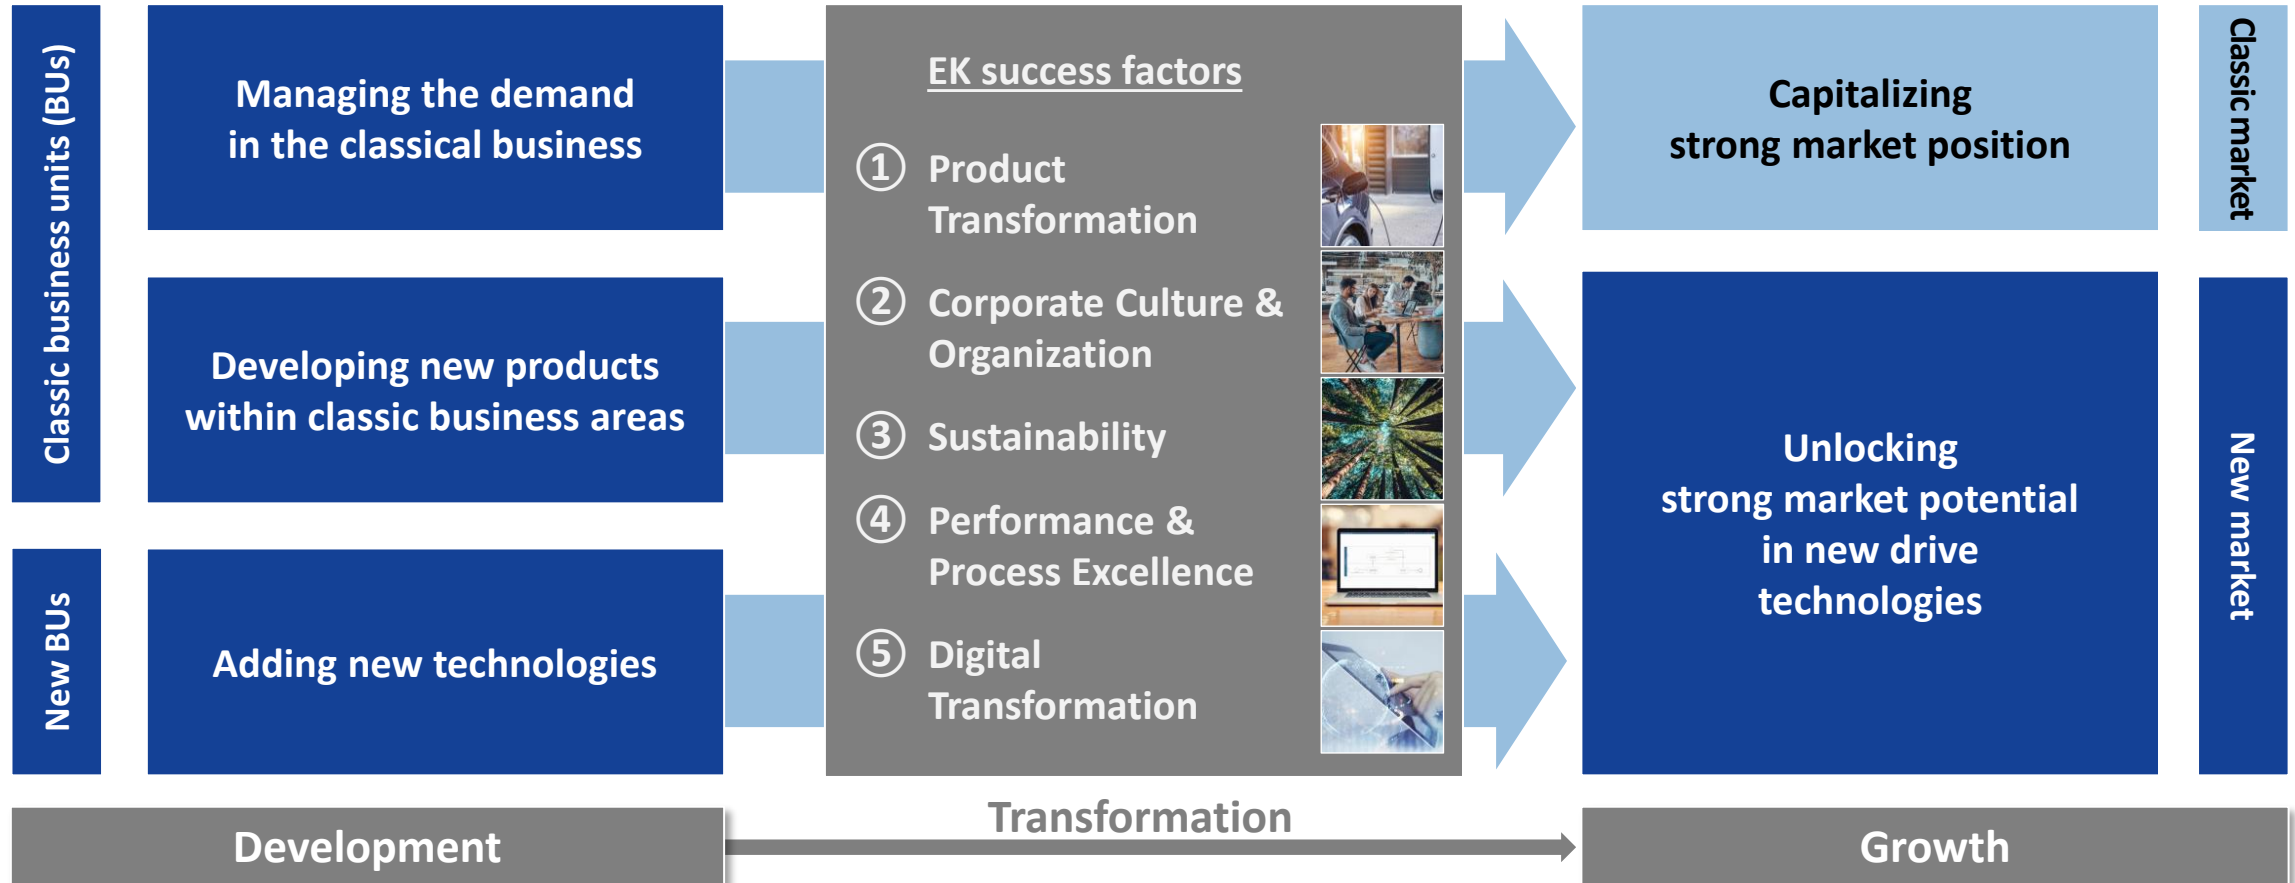 Classic business units (BUs)
Managing the demand
in the classical business
Developing new products
within classic business areas
New BUs
Adding new technologies
EK success factors
① Product
Transformation
② Corporate Culture &
Organization
③ Sustainability
④ Performance &
Process Excellence
⑤ Digital
Transformation
Capitalizing
strong market position
Classic market
Unlocking
strong market potential
in new drive
technologies
New market
Development
Transformation
Growth